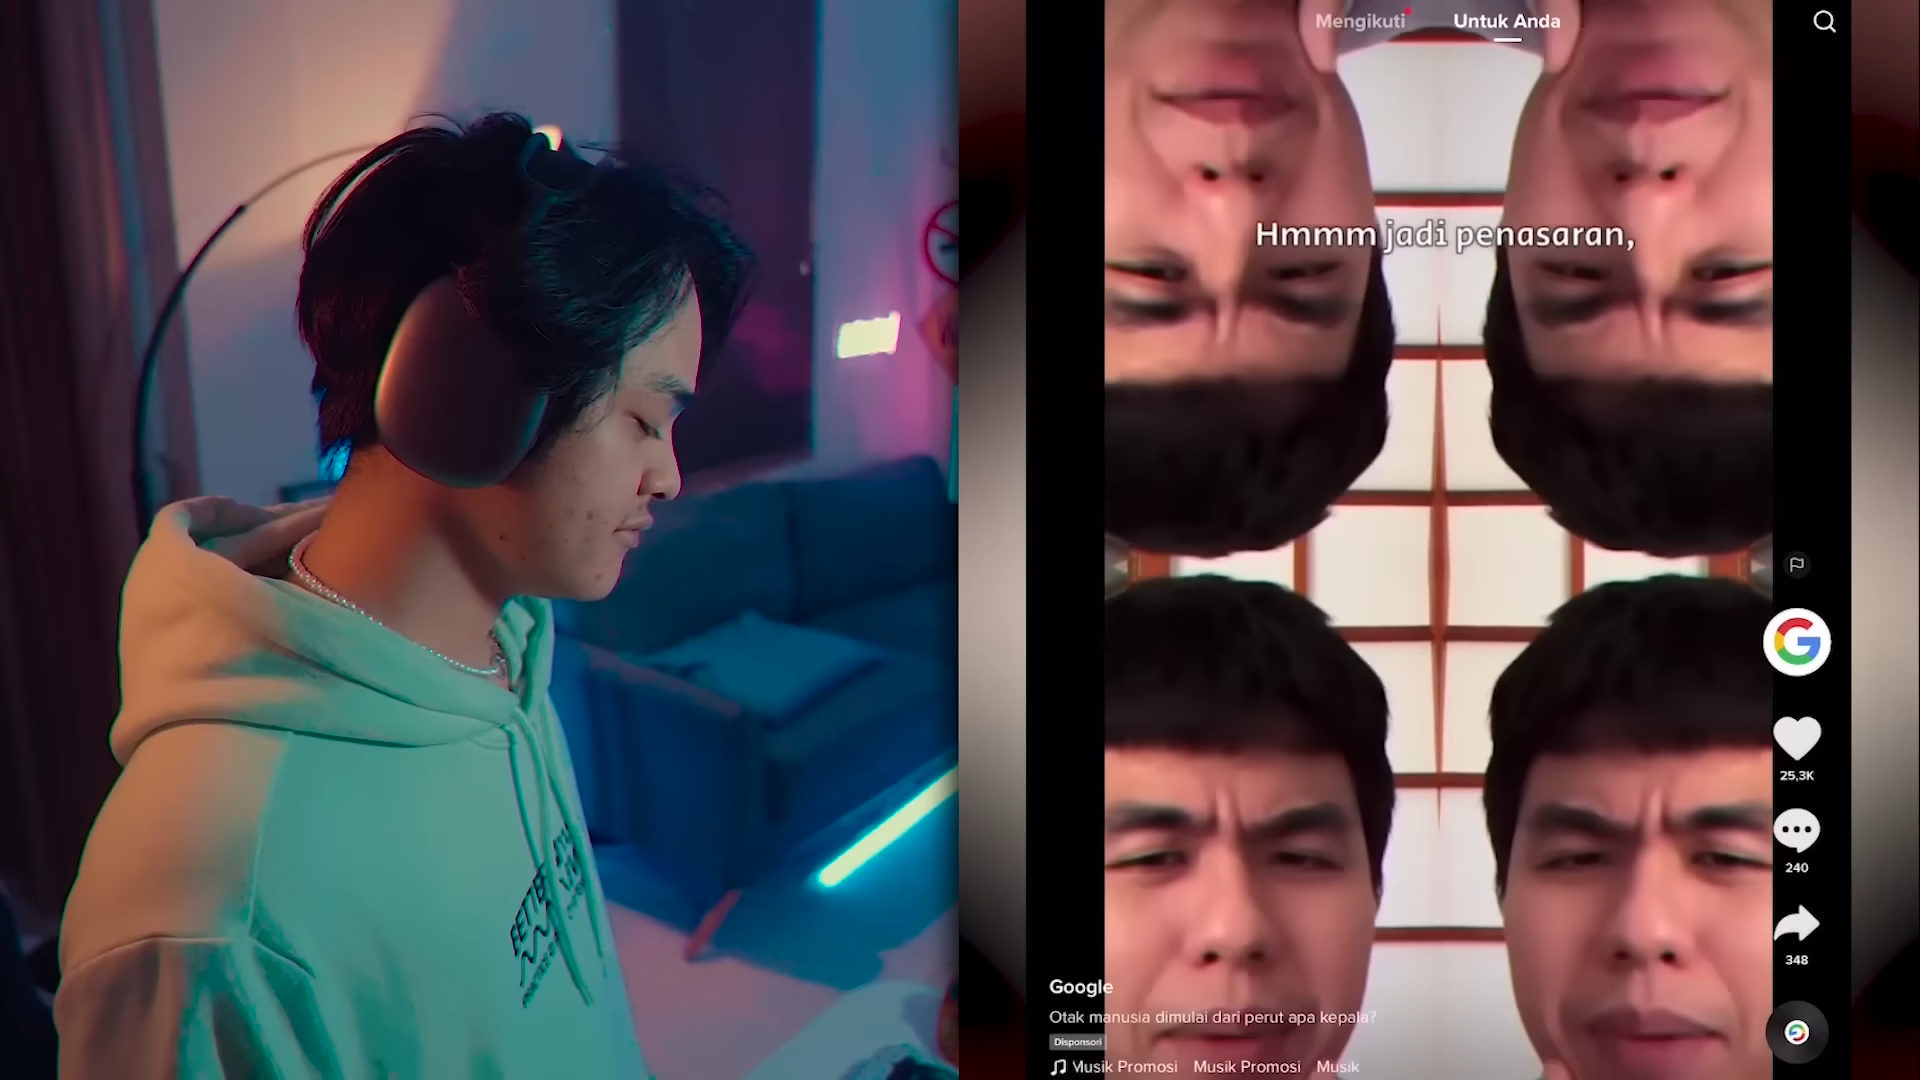 Mengikuti Untuk Anda
Hmmm jadi penasaran,
25,3K
240
348
Google
Otak manusia dimulai dari perut apa kepala?
Disponsori
Musik Promosi Musik Promosi Musik
BETTER